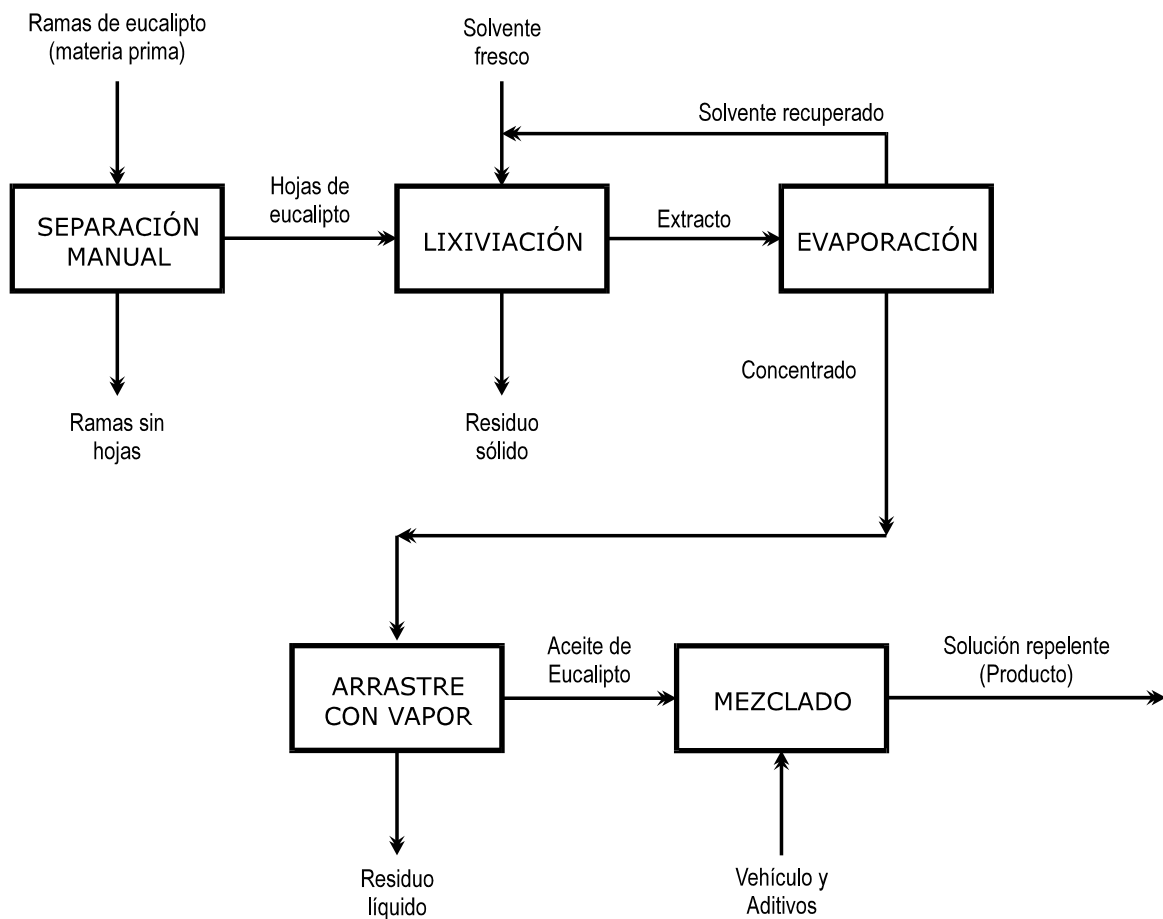 Ramas de eucalipto
(materia prima)
Solvente
fresco
Solvente recuperado
SEPARACIÓN
MANUAL
Hojas de
eucalipto
LIXIVIACIÓN
Extracto
EVAPORACIÓN
Ramas sin
hojas
Residuo
sólido
Concentrado
ARRASTRE
CON VAPOR
Aceite de
Eucalipto
MEZCLADO
Solución repelente
(Producto)
Residuo
líquido
Vehículo y
Aditivos